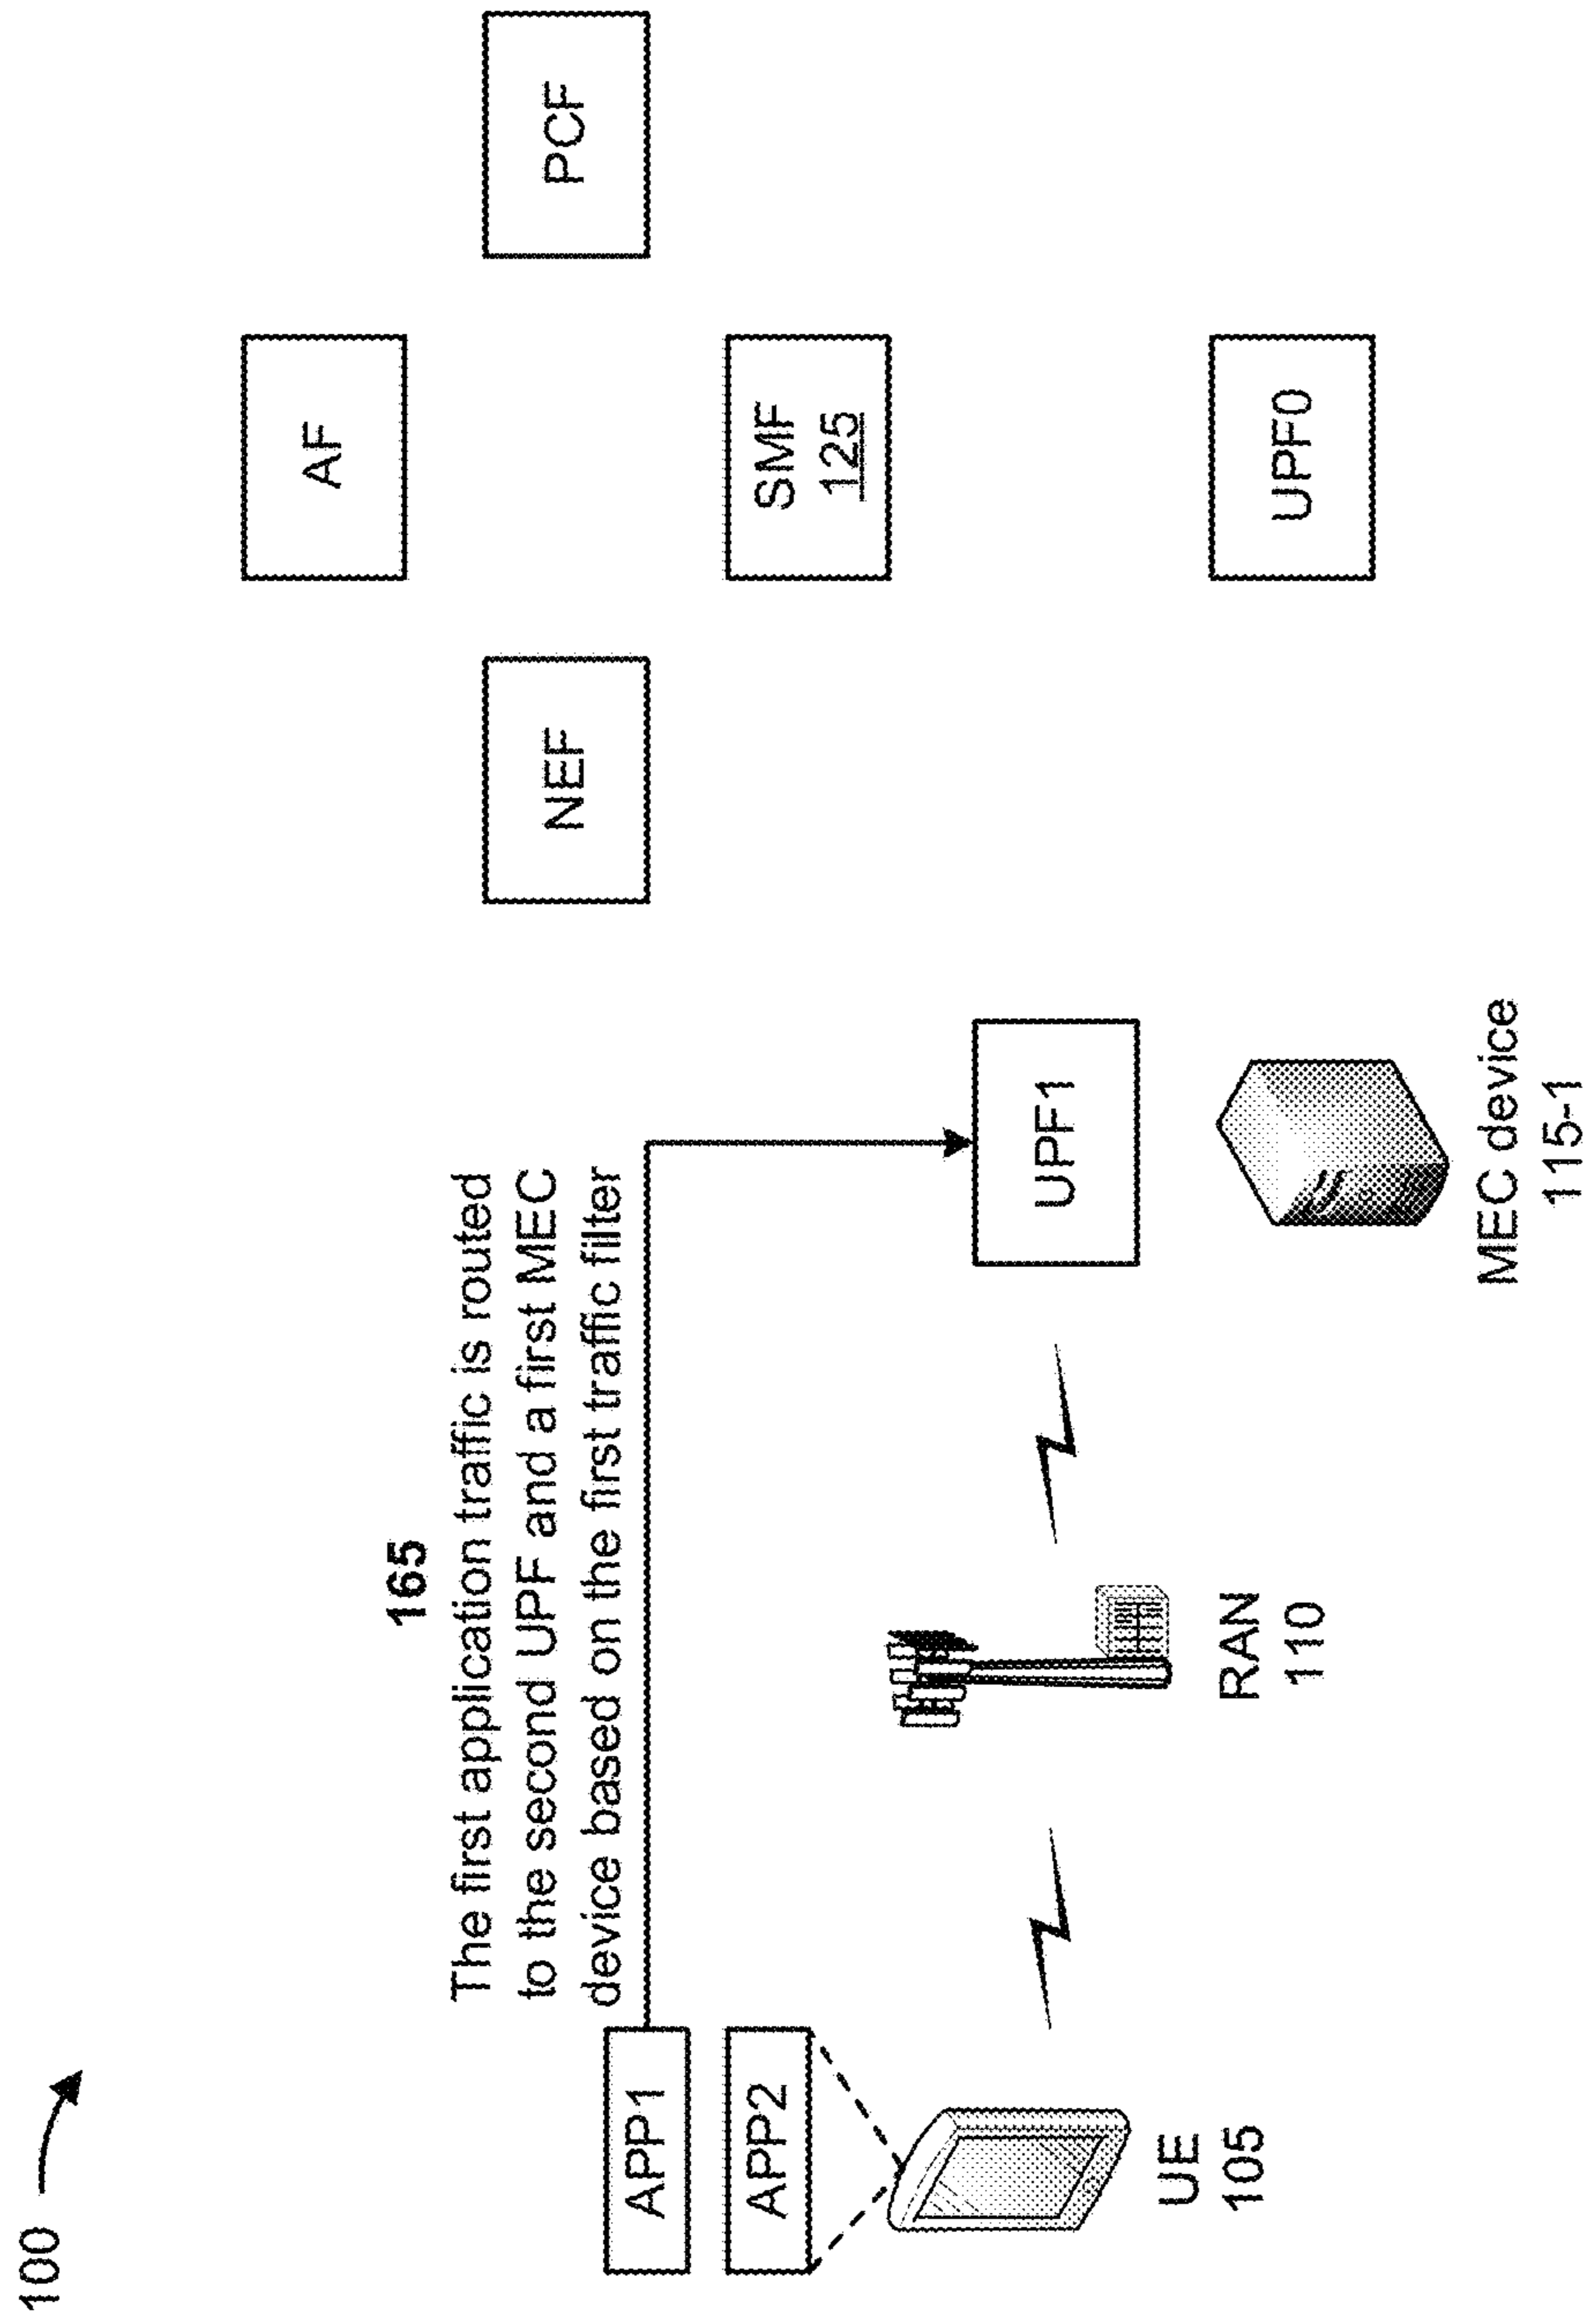 100
AF
NEF
PCF
165
The first application traffic is routed
to the second UPF and a first MEC
device based on the first traffic filter
APP1
APP2
SMF
125
UPF1
UPF0
UE
105
RAN
110
MEC device
115-1